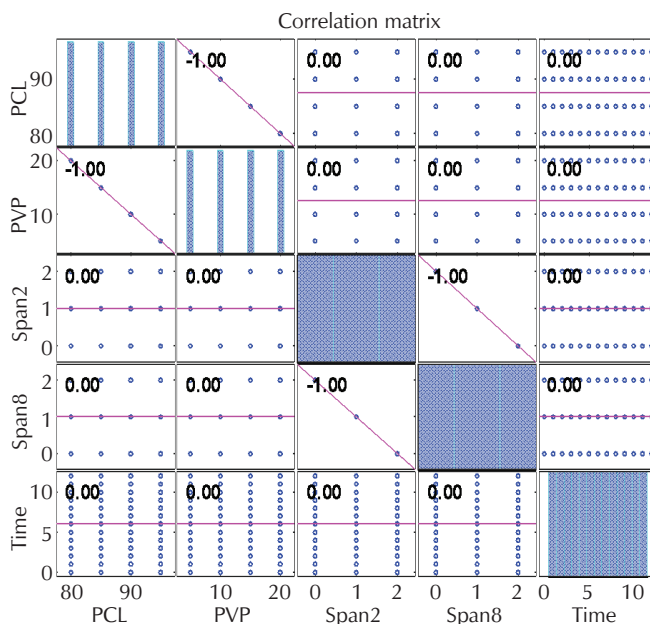 Correlation matrix
PCL 90 80 -1.00 0.00 0.00 0.00
PVP 20 10 -1.00 0.00 0.00 0.00
Span2 2 1 0 0.00 0.00 -1.00 0.00
Span8 2 1 0 0.00 0.00 -1.00 0.00
Time 10 5 0 0.00 0.00 0.00 0.00
80 90 10 20 0 1 2 0 1 2 0 5 10
PCL PVP Span2 Span8 Time